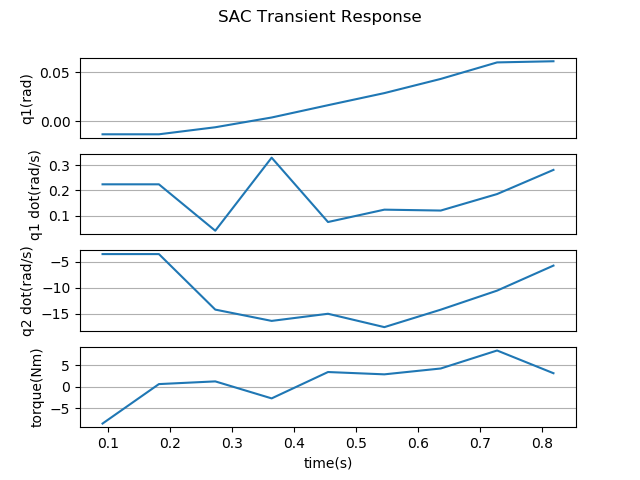 SAC Transient Response
q1(rad)
0.05
0.00
q1 dot(rad/s)
0.3
0.2
0.1
q2 dot(rad/s)
−5
−10
−15
torque(Nm)
5
0
−5
0.1 0.2 0.3 0.4 0.5 0.6 0.7 0.8
time(s)